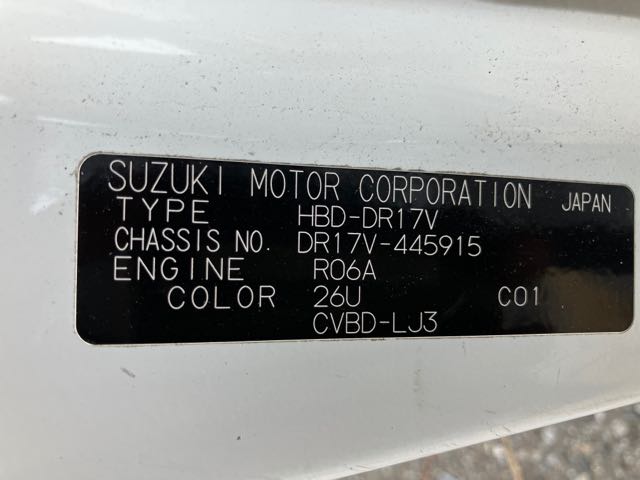 SUZUKI MOTOR CORPORATION JAPAN
TYPE HBD-DR17V
CHASSIS NO. DR17V-445915
ENGINE R06A
COLOR 26U C01
CVBD-LJ3